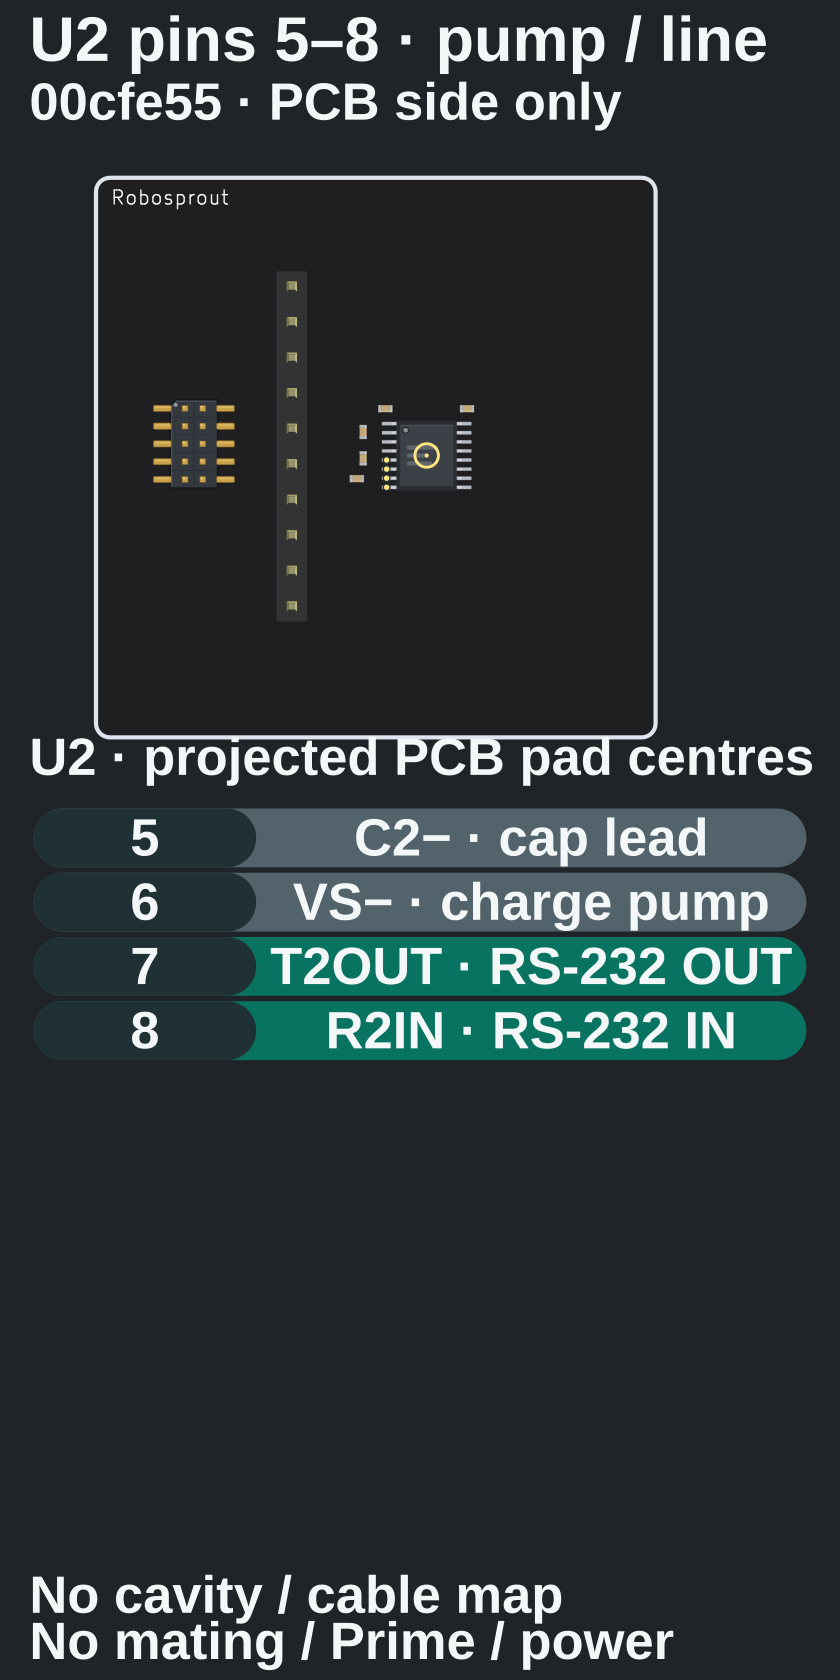 U2 pins 5–8 · pump / line
00cfe55 · PCB side only
Robosprout
U2 · projected PCB pad centres
5 C2− · cap lead
6 VS− · charge pump
7 T2OUT · RS-232 OUT
8 R2IN · RS-232 IN
No cavity / cable map
No mating / Prime / power